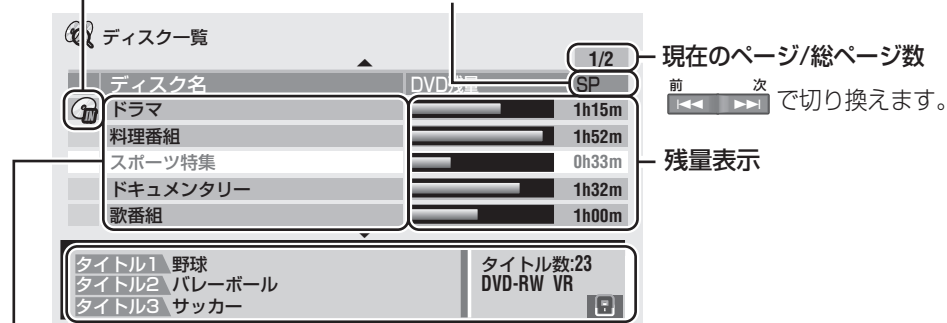 ディスク一覧
1/2
現在のページ/総ページ数
前 次
で切り換えます。
ディスク名 DVD残量 SP
ドラマ 1h15m
料理番組 1h52m
スポーツ特集 0h33m
残量表示
ドキュメンタリー 1h32m
歌番組 1h00m
タイトル1 野球 タイトル数:23
タイトル2 バレーボール DVD-RW VR
タイトル3 サッカー